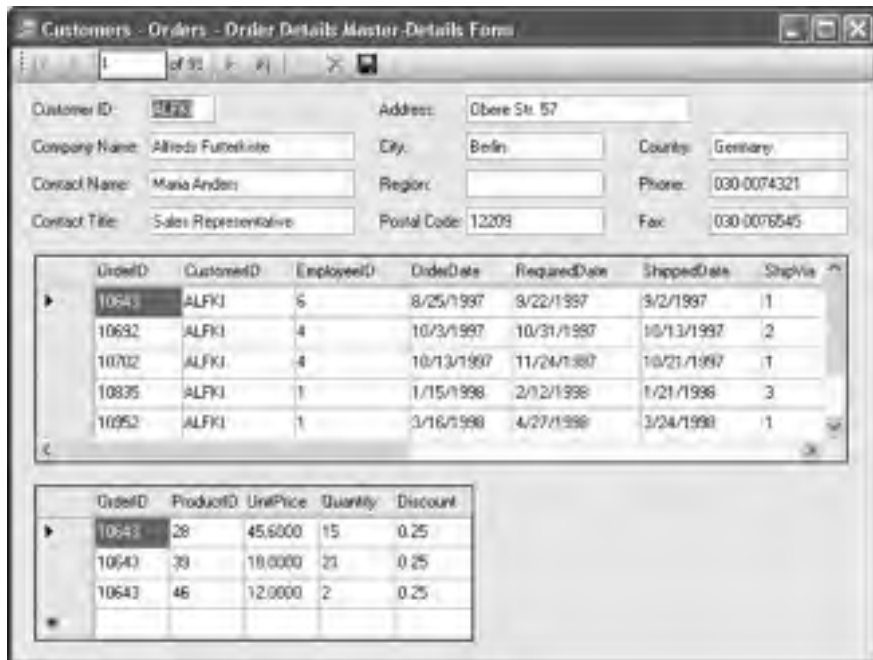 Customers - Orders - Order Details Master-Details Form
1 of 91
Customer ID: ALFKI Address: Obere Str. 57
Company Name: Alfreds Futterkiste City: Berlin Country: Germany
Contact Name: Maria Anders Region: Phone: 030-0074321
Contact Title: Sales Representative Postal Code: 12209 Fax: 030-0076545
OrderID CustomerID EmployeeID OrderDate RequiredDate ShippedDate ShipVia
10643 ALFKI 6 8/25/1997 9/22/1997 9/2/1997 1
10692 ALFKI 4 10/3/1997 10/31/1997 10/13/1997 2
10702 ALFKI 4 10/13/1997 11/24/1997 10/21/1997 1
10835 ALFKI 1 1/15/1998 2/12/1998 1/21/1998 3
10952 ALFKI 1 3/16/1998 4/27/1998 3/24/1998 1
OrderID ProductID UnitPrice Quantity Discount
10643 28 45.6000 15 0.25
10643 39 18.0000 21 0.25
10643 46 12.0000 2 0.25